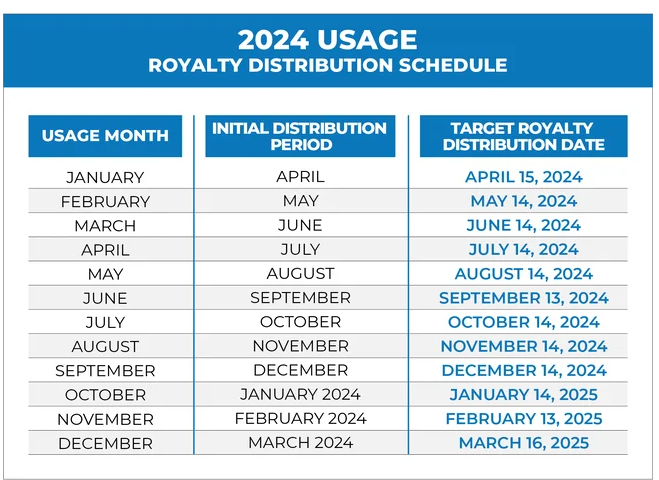 2024 USAGE
ROYALTY DISTRIBUTION SCHEDULE
USAGE MONTH INITIAL DISTRIBUTION PERIOD TARGET ROYALTY DISTRIBUTION DATE
JANUARY APRIL APRIL 15, 2024
FEBRUARY MAY MAY 14, 2024
MARCH JUNE JUNE 14, 2024
APRIL JULY JULY 14, 2024
MAY AUGUST AUGUST 14, 2024
JUNE SEPTEMBER SEPTEMBER 13, 2024
JULY OCTOBER OCTOBER 14, 2024
AUGUST NOVEMBER NOVEMBER 14, 2024
SEPTEMBER DECEMBER DECEMBER 14, 2024
OCTOBER JANUARY 2024 JANUARY 14, 2025
NOVEMBER FEBRUARY 2024 FEBRUARY 13, 2025
DECEMBER MARCH 2024 MARCH 16, 2025